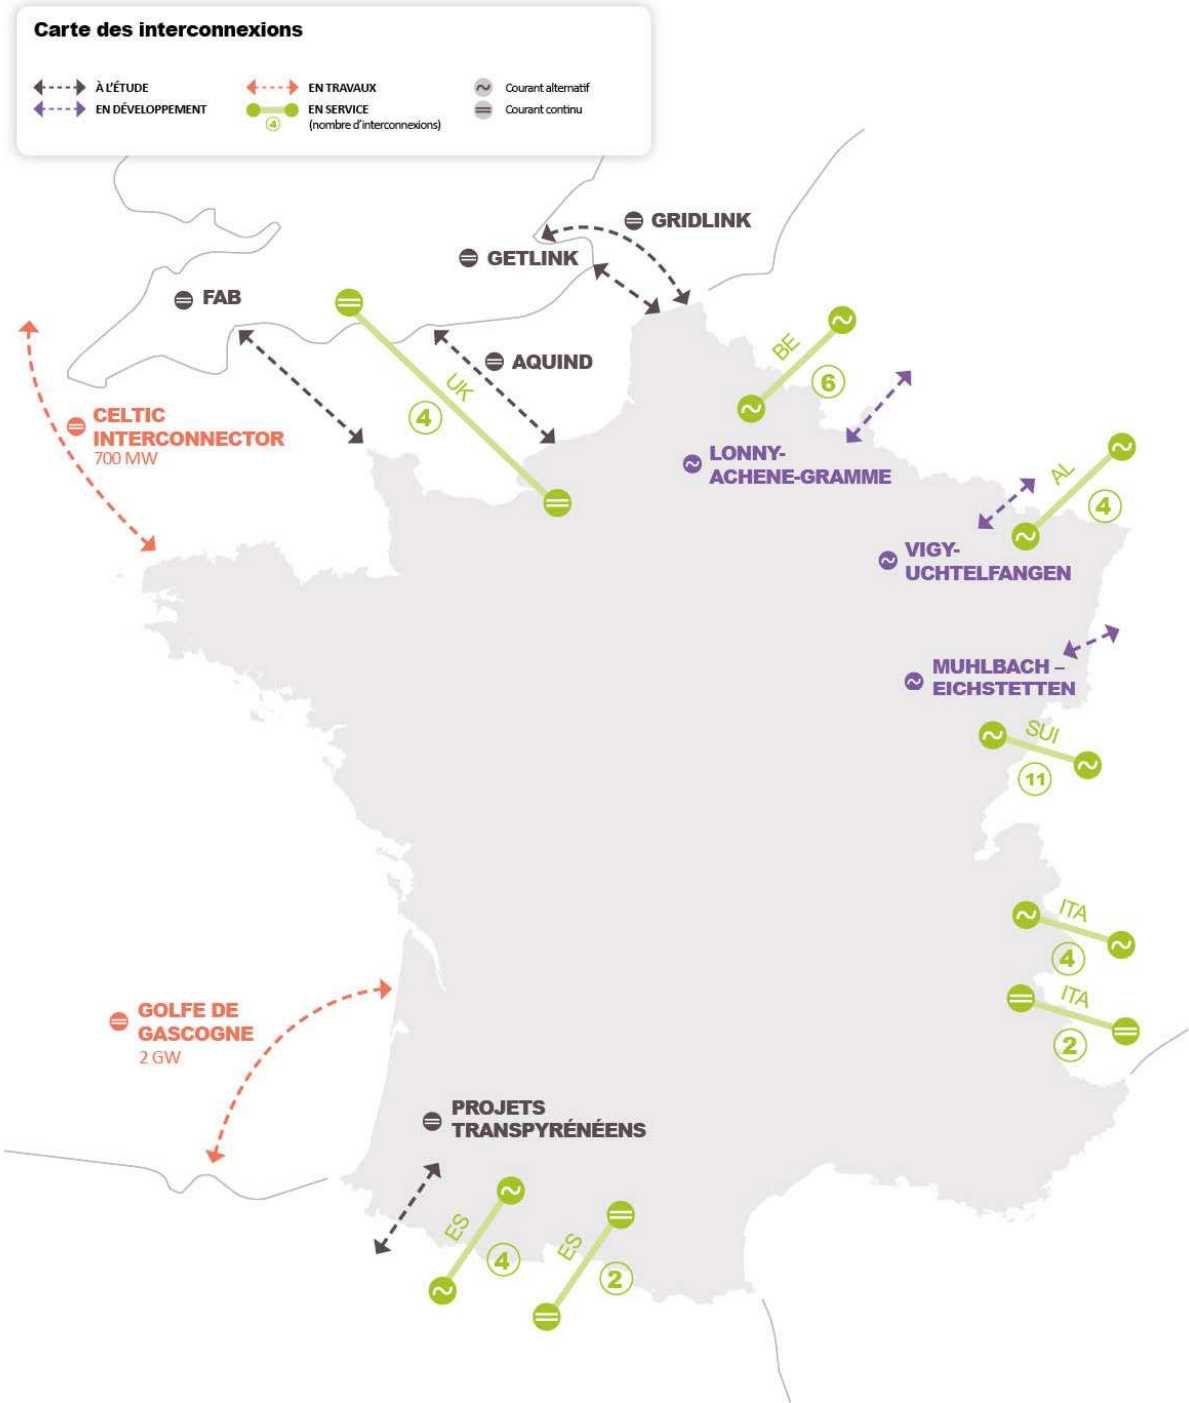 Carte des interconnexions
À L'ÉTUDE
EN DÉVELOPPEMENT
EN TRAVAUX
EN SERVICE
4
(nombre d'interconnexions)
Courant alternatif
Courant continu
GRIDLINK
GETLINK
FAB
AQUIND
UK
4
BE
6
CELTIC
INTERCONNECTOR
700 MW
LONNY-
ACHENE-GRAMME
AL
4
VIGY-
UCHTELFANGEN
MUHLBACH –
EICHSTETTEN
SUI
11
ITA
4
ITA
2
GOLFE DE
GASCOGNE
2 GW
PROJETS
TRANSPYRÉNÉENS
ES
4
ES
2